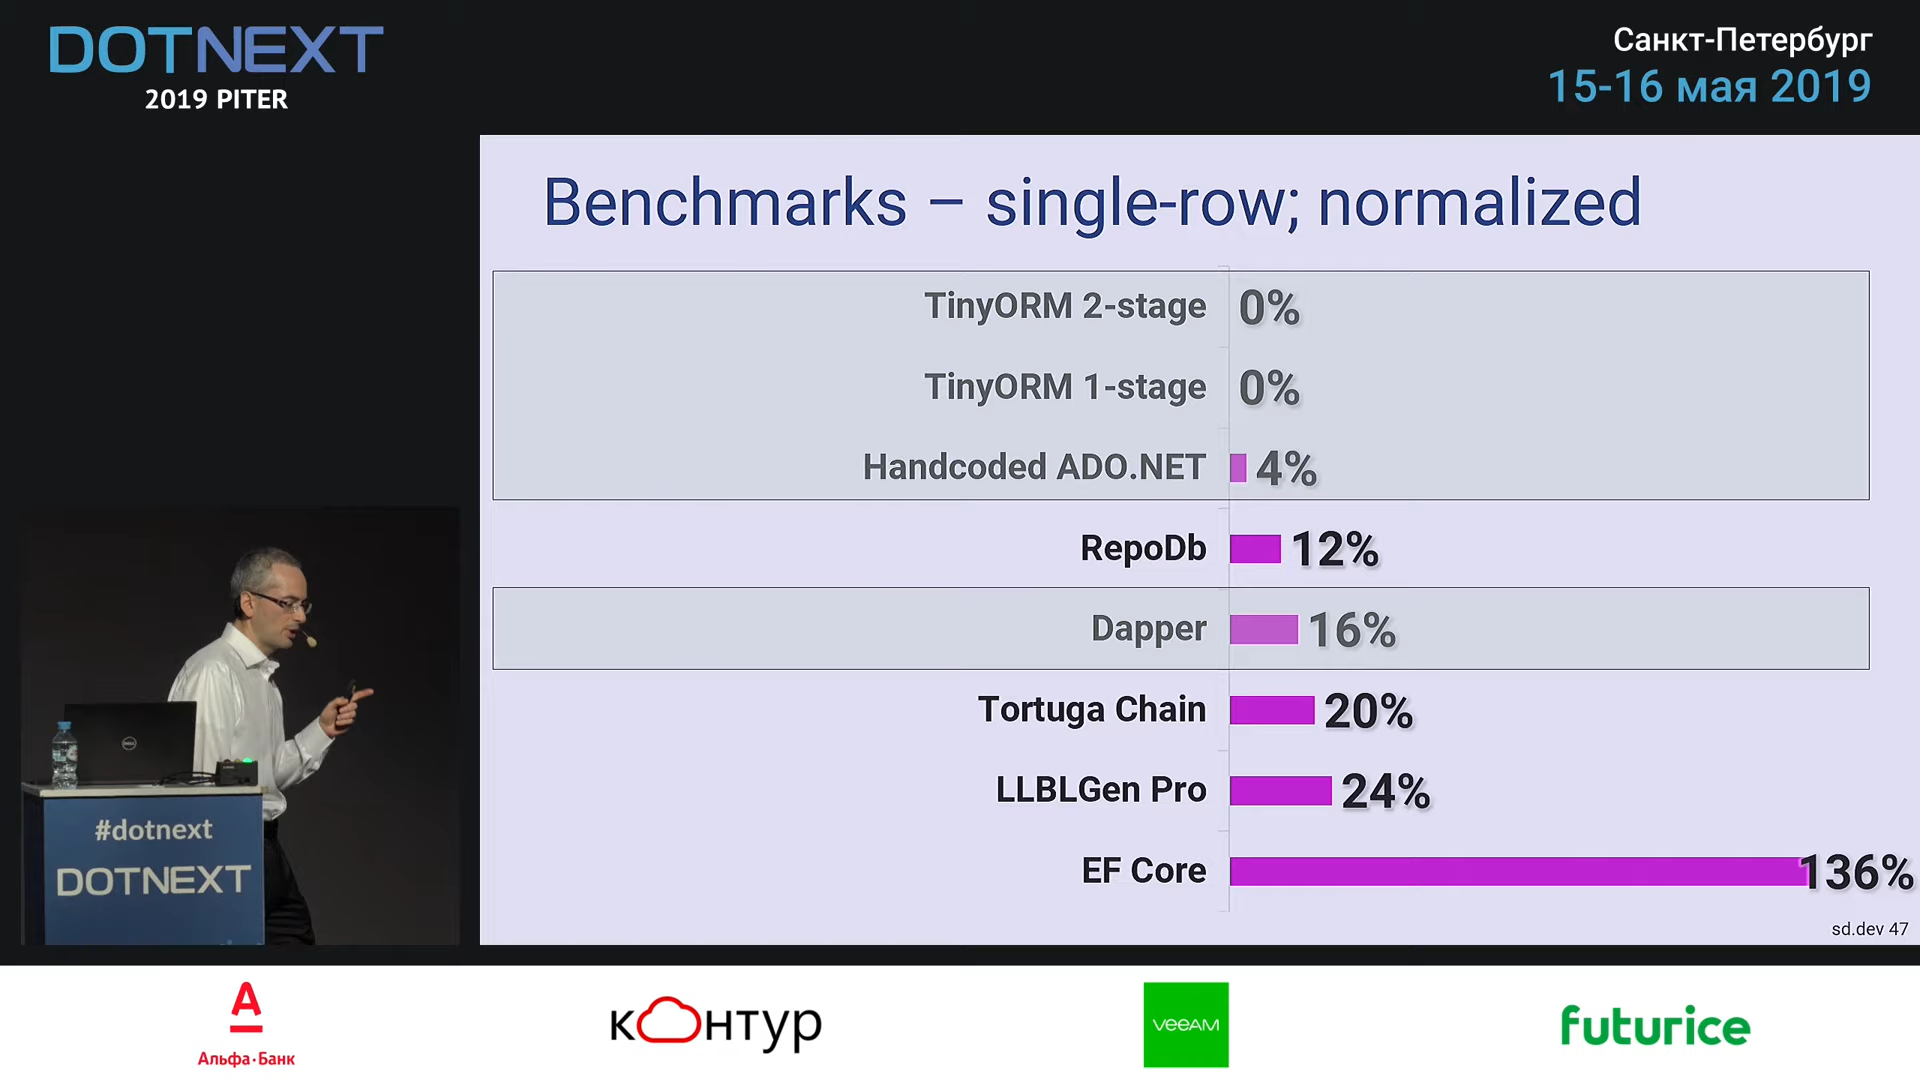 DOTNEXT
2019 PITER
Санкт-Петербург
15-16 мая 2019
Benchmarks – single-row; normalized
TinyORM 2-stage 0%
TinyORM 1-stage 0%
Handcoded ADO.NET 4%
RepoDb 12%
Dapper 16%
Tortuga Chain 20%
LLBLGen Pro 24%
EF Core 136%
sd.dev 47
DELL
#dotnext
DOTNEXT
А
Альфа·Банк
контур
veeAM
futurice